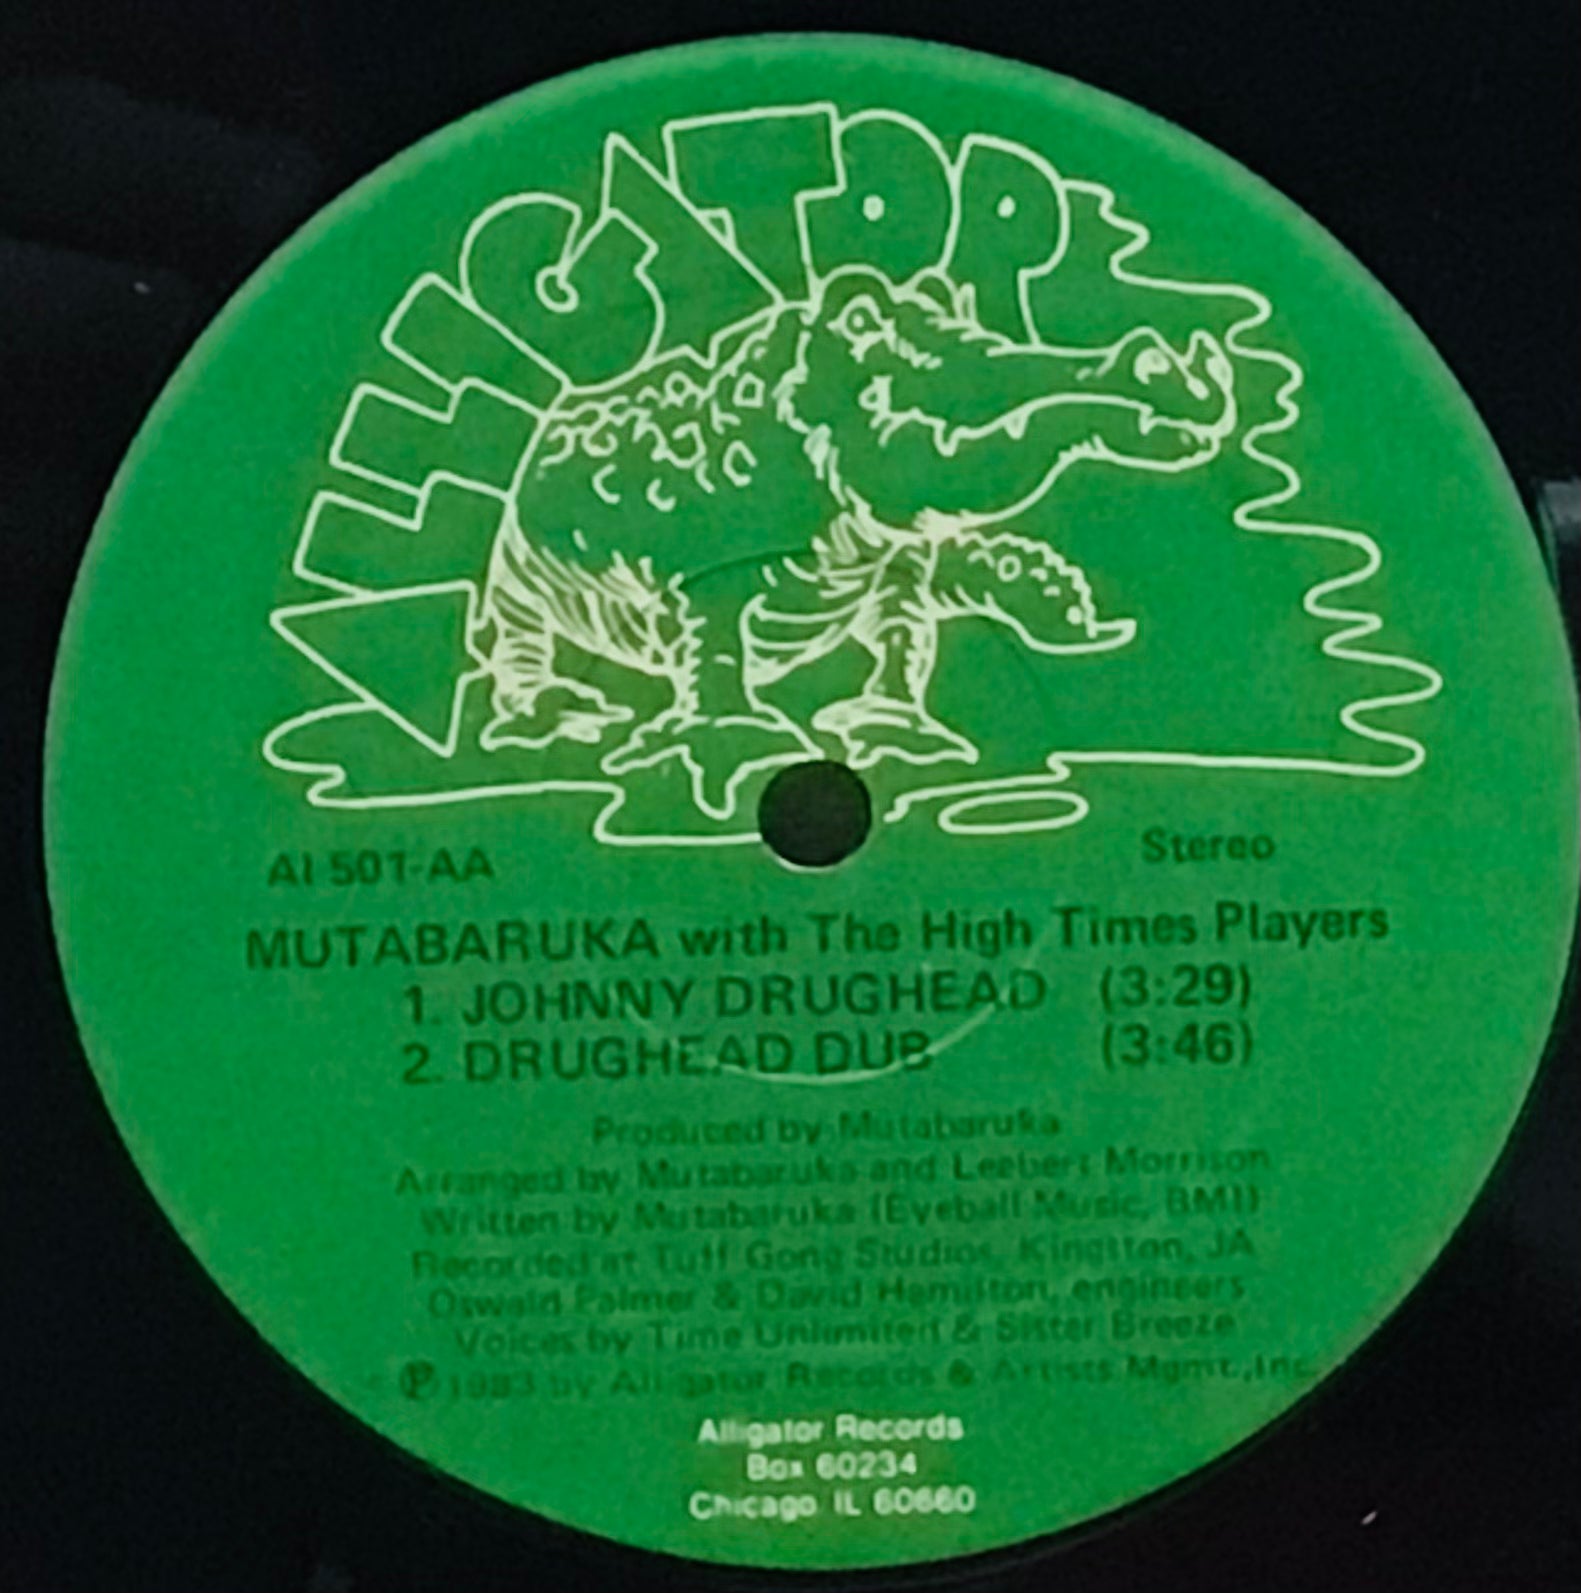 ALLIGATOR
AI 501-AA
Stereo
MUTABARUKA with The High Times Players
1. JOHNNY DRUGHEAD (3:29)
2. DRUGHEAD DUB (3:46)
Produced by Mutabaruka
Arranged by Mutabaruka and Leebert Morrison
Written by Mutabaruka (Eyeball Music, BMI)
Recorded at Tuff Gong Studios, Kingston, JA
Oswald Palmer & David Hamilton, engineers
Voices by Time Unlimited & Sister Breeze
℗ 1983 by Alligator Records & Artists Mgmt., Inc.
Alligator Records
Box 60234
Chicago IL 60660